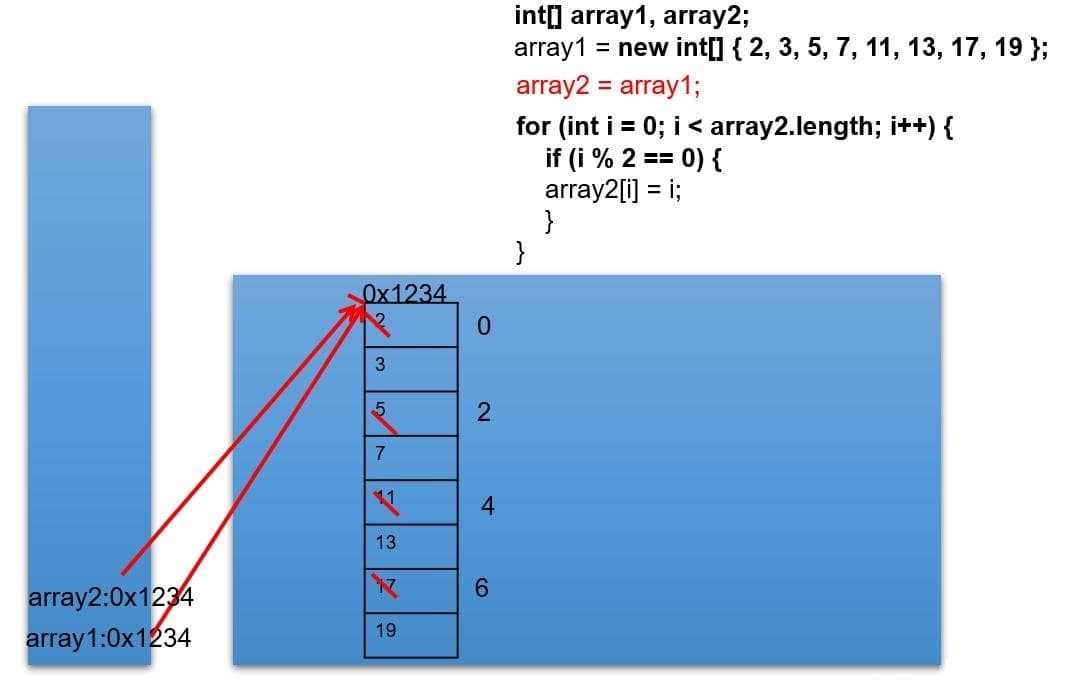 int[] array1, array2;
array1 = new int[] { 2, 3, 5, 7, 11, 13, 17, 19 };
array2 = array1;
for (int i = 0; i < array2.length; i++) {
if (i % 2 == 0) {
array2[i] = i;
}
}
0x1234
2 0
3
5 2
7
11 4
13
17 6
19
array2:0x1234
array1:0x1234